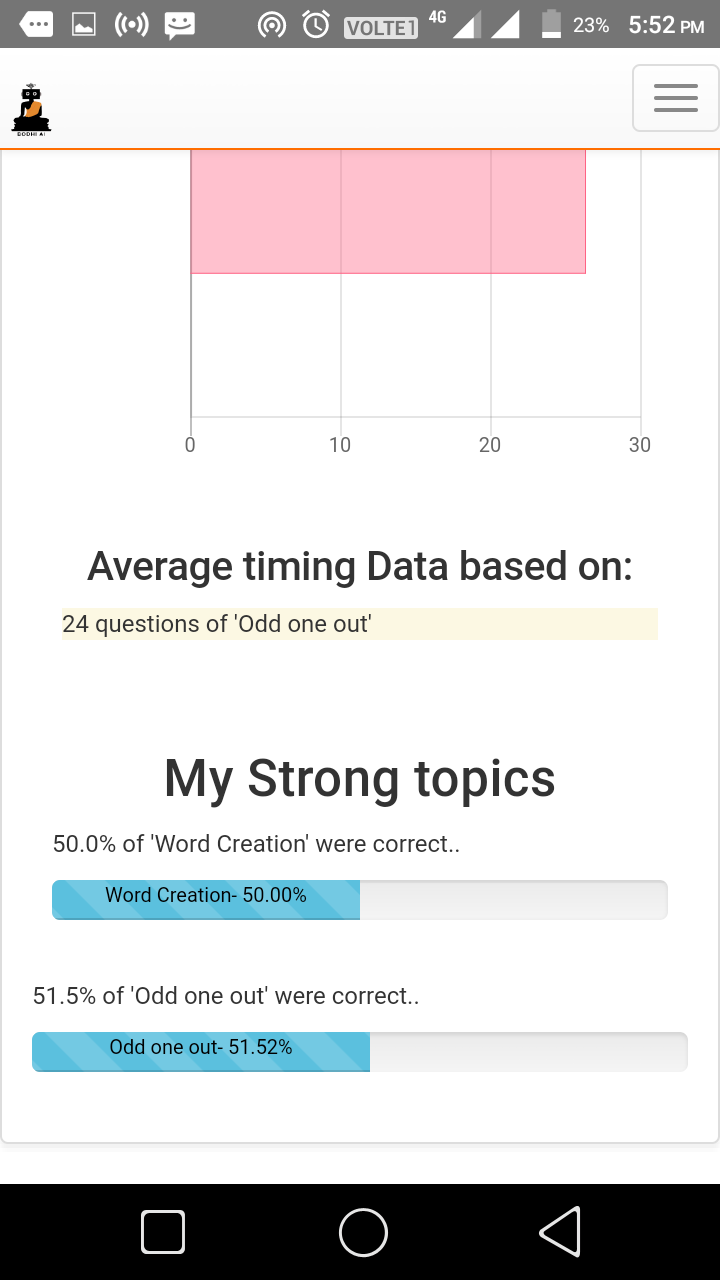 VOLTE1 4G 23% 5:52 PM
BODHI AI
0 10 20 30
Average timing Data based on:
24 questions of 'Odd one out'
My Strong topics
50.0% of 'Word Creation' were correct..
Word Creation- 50.00%
51.5% of 'Odd one out' were correct..
Odd one out- 51.52%